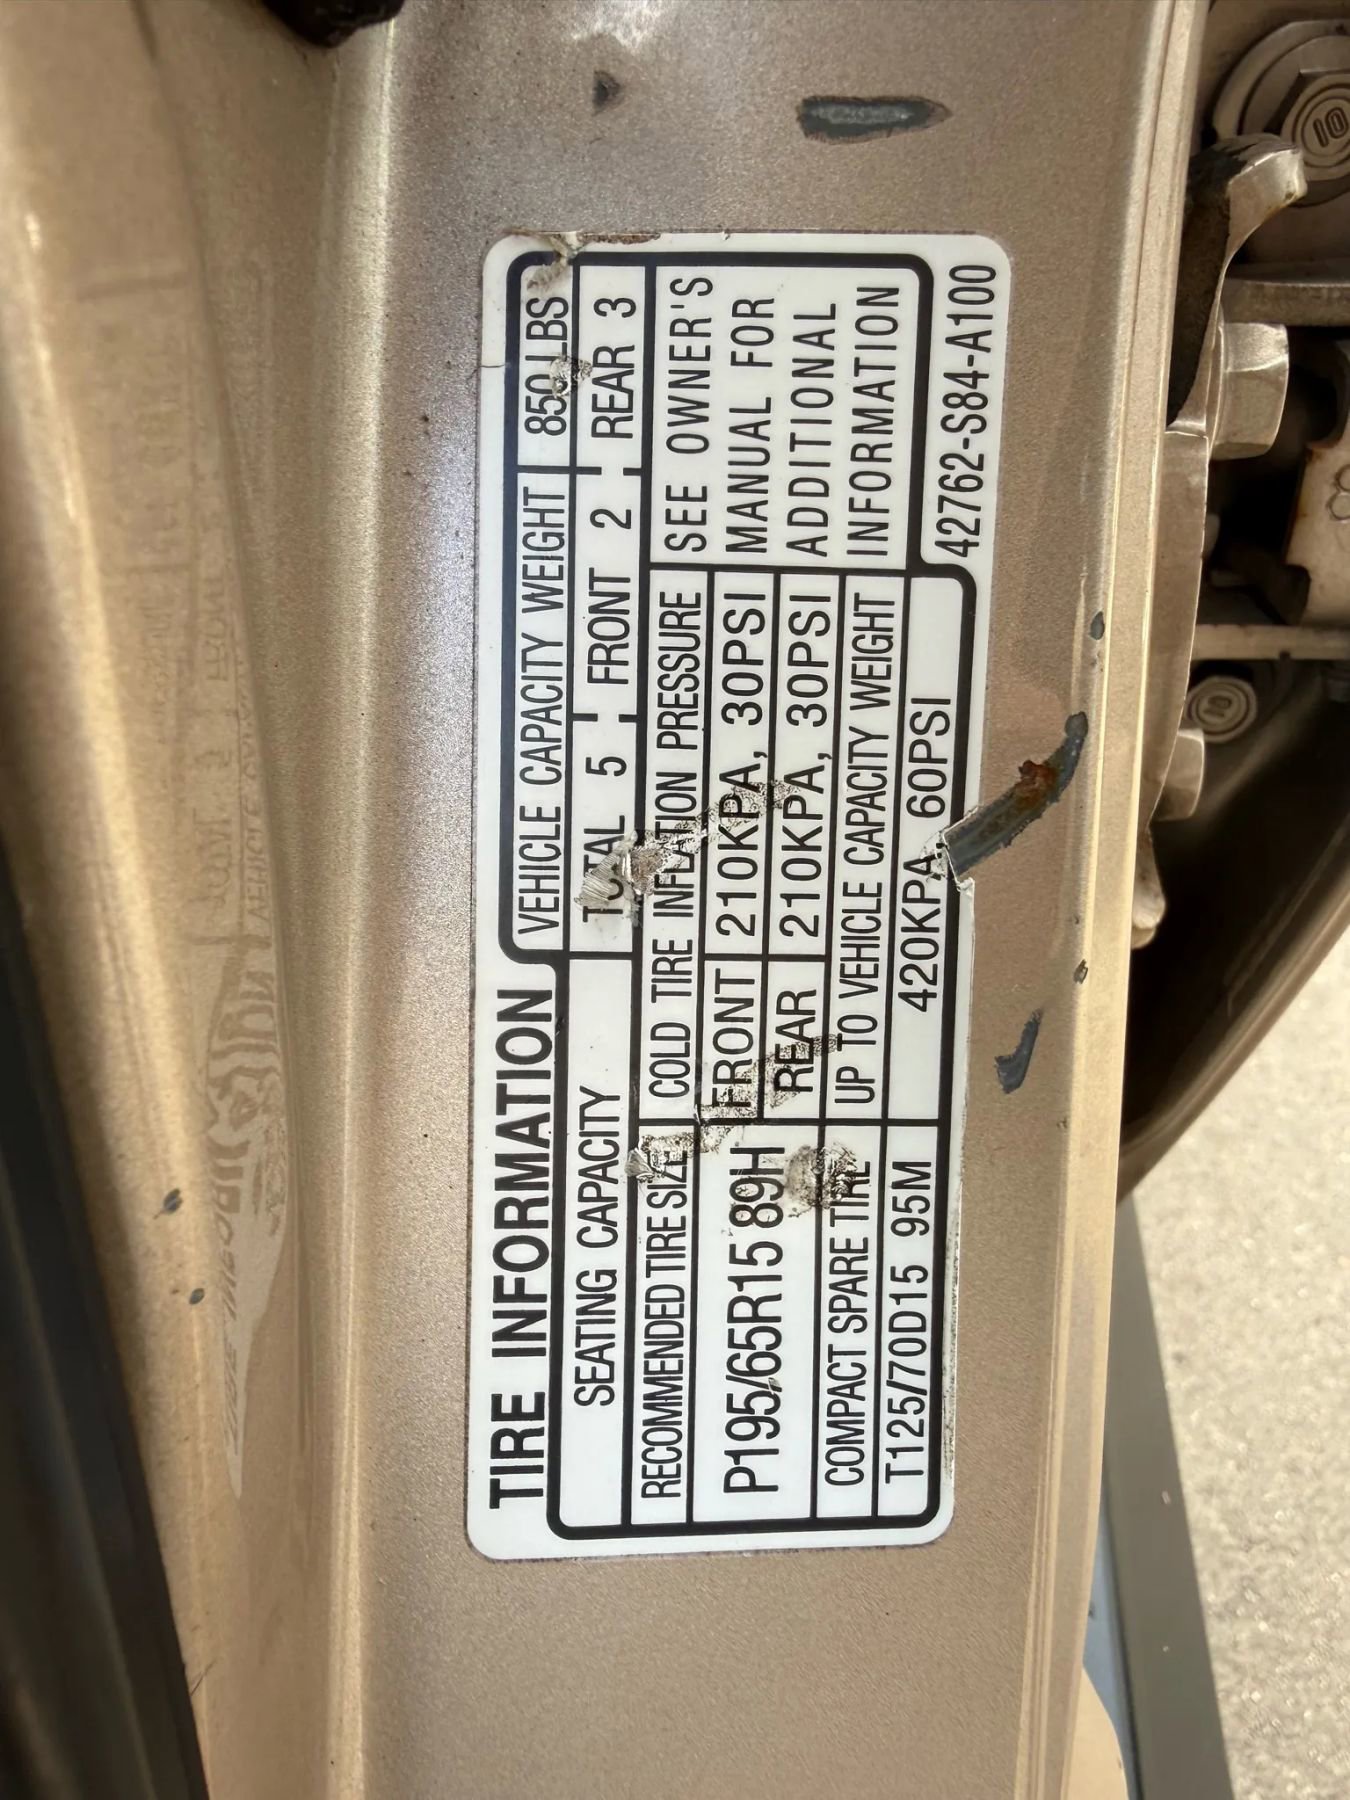 TIRE INFORMATION
VEHICLE CAPACITY WEIGHT 850 LBS
SEATING CAPACITY TOTAL 5 FRONT 2 REAR 3
RECOMMENDED TIRE SIZE COLD TIRE INFLATION PRESSURE
P195/65R15 89H
FRONT 210KPA, 30PSI
REAR 210KPA, 30PSI
COMPACT SPARE TIRE UP TO VEHICLE CAPACITY WEIGHT
T125/70D15 95M 420KPA, 60PSI
SEE OWNER'S
MANUAL FOR
ADDITIONAL
INFORMATION
42762-S84-A100
10
10